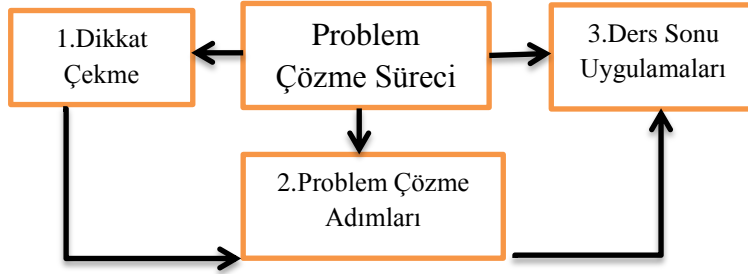 1.Dikkat
Çekme
Problem
Çözme Süreci
3.Ders Sonu
Uygulamaları
2.Problem Çözme
Adımları